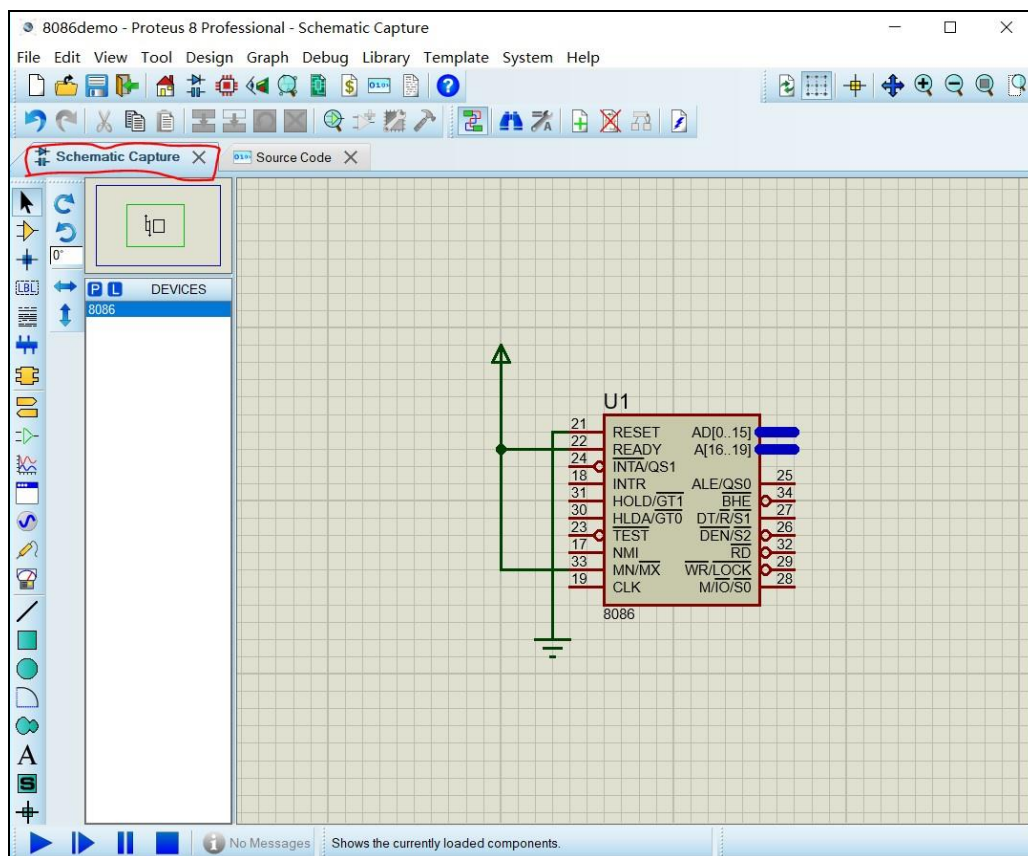 8086demo - Proteus 8 Professional - Schematic Capture
File Edit View Tool Design Graph Debug Library Template System Help
Schematic Capture
Source Code
0°
LBL
P L DEVICES
8086
U1
21 RESET AD[0..15]
22 READY A[16..19]
24 INTA/QS1
18 INTR ALE/QS0 25
31 HOLD/GT1 BHE 34
30 HLDA/GT0 DT/R/S1 27
23 TEST DEN/S2 26
17 NMI RD 32
33 MN/MX WR/LOCK 29
19 CLK M/IO/S0 28
8086
A
S
No Messages Shows the currently loaded components.